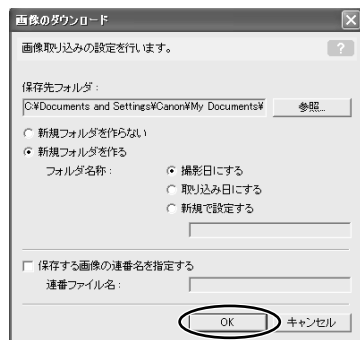 画像のダウンロード
画像取り込みの設定を行います。
?
保存先フォルダ：
C:¥Documents and Settings¥Canon¥My Documents¥ 参照...
新規フォルダを作らない
新規フォルダを作る
フォルダ名称： 撮影日にする
取り込み日にする
新規で設定する
保存する画像の連番名を指定する
連番ファイル名：
OK キャンセル